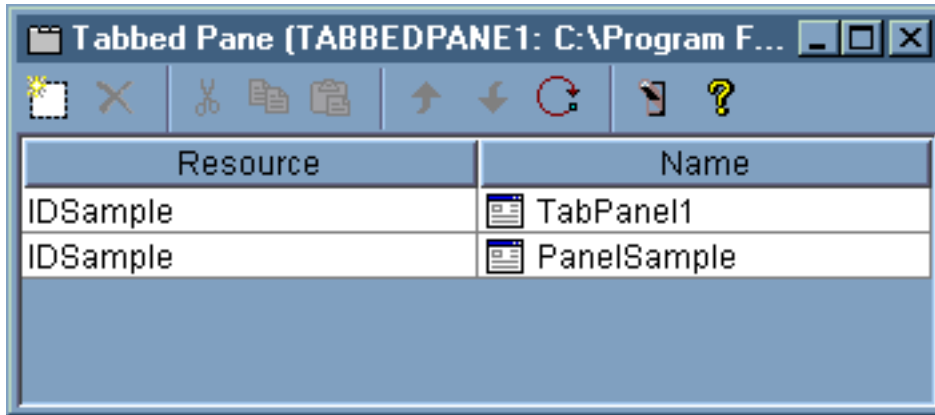 Tabbed Pane (TABBEDPANE1: C:\Program F...
Resource Name
IDSample TabPanel1
IDSample PanelSample